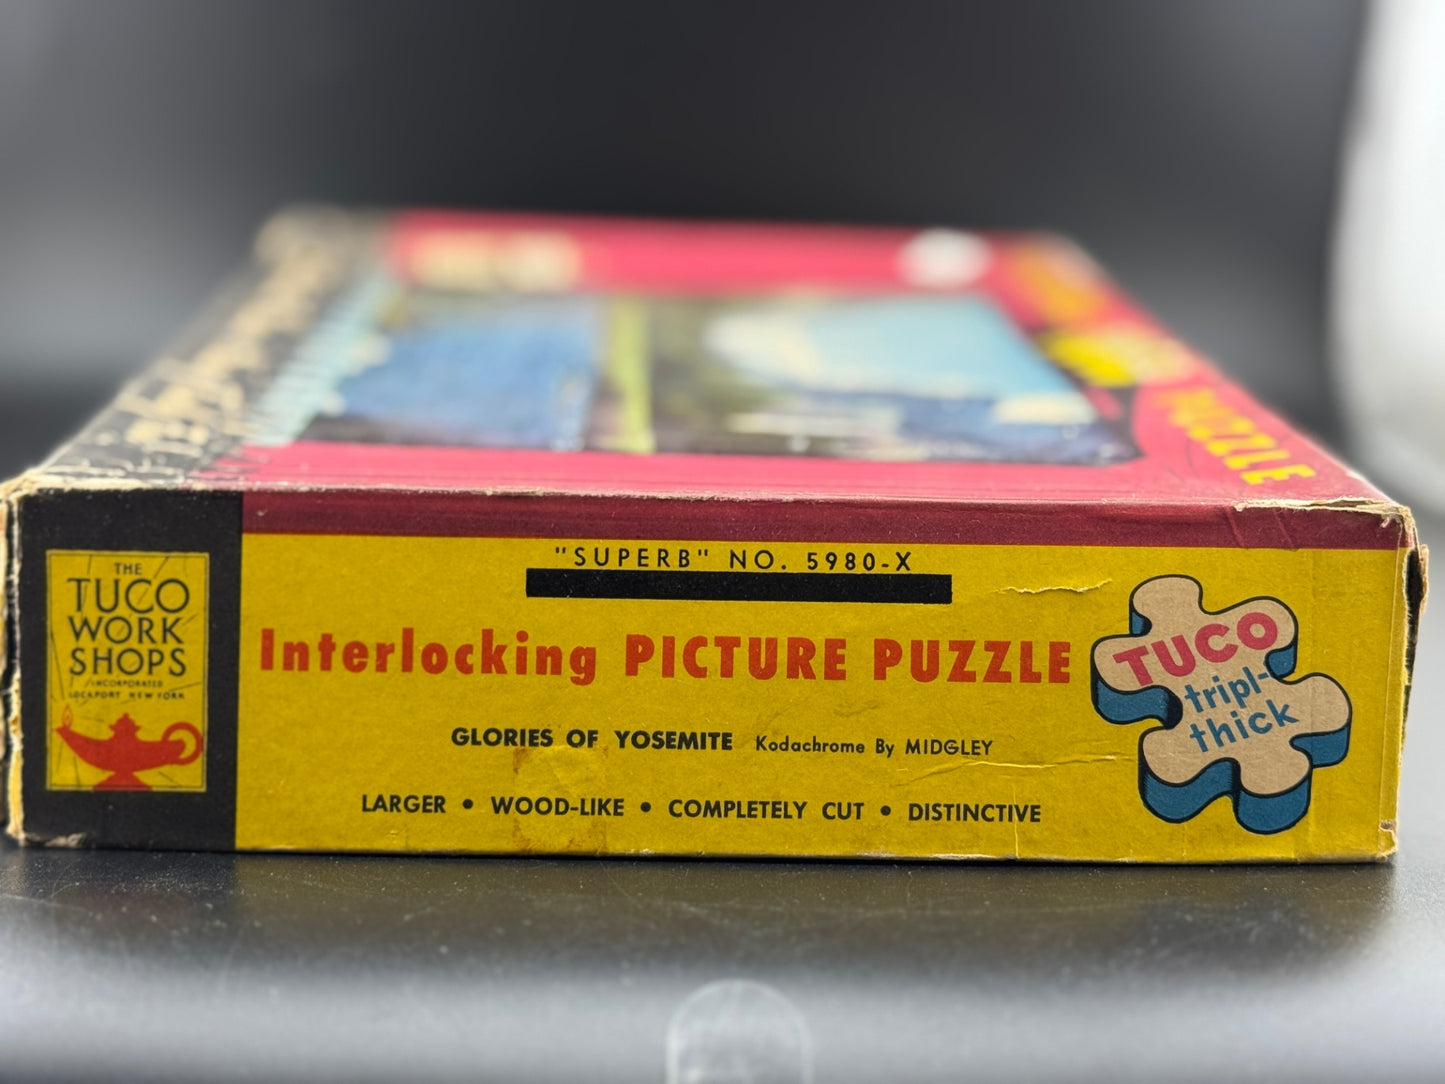 PUZZLE
THE
TUCO
WORK
SHOPS
INCORPORATED
LOCKPORT NEW YORK
"SUPERB" NO. 5980-X
Interlocking PICTURE PUZZLE
GLORIES OF YOSEMITE Kodachrome By MIDGLEY
LARGER • WOOD-LIKE • COMPLETELY CUT • DISTINCTIVE
TUCO
tripl-
thick